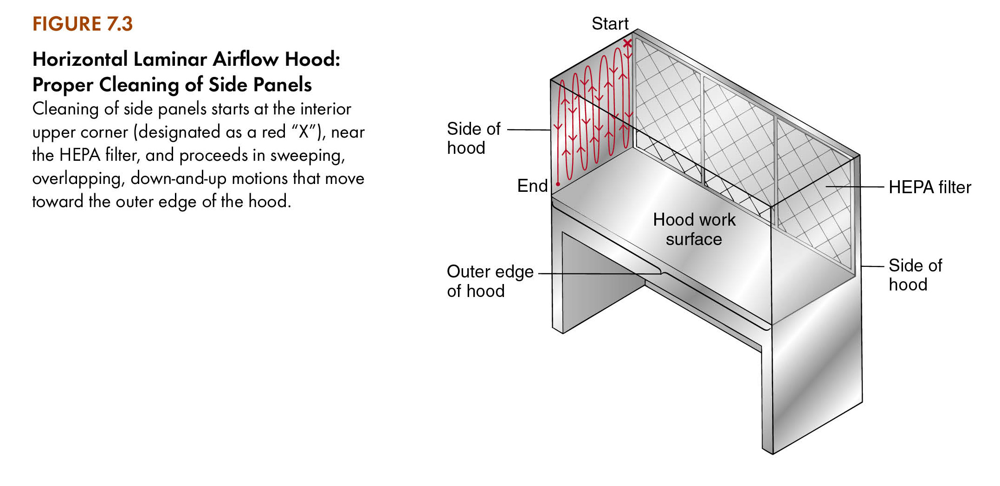 FIGURE 7.3
Horizontal Laminar Airflow Hood:
Proper Cleaning of Side Panels
Cleaning of side panels starts at the interior
upper corner (designated as a red “X”), near
the HEPA filter, and proceeds in sweeping,
overlapping, down-and-up motions that move
toward the outer edge of the hood.
Start
Side of
hood
End
HEPA filter
Hood work
surface
Outer edge
of hood
Side of
hood